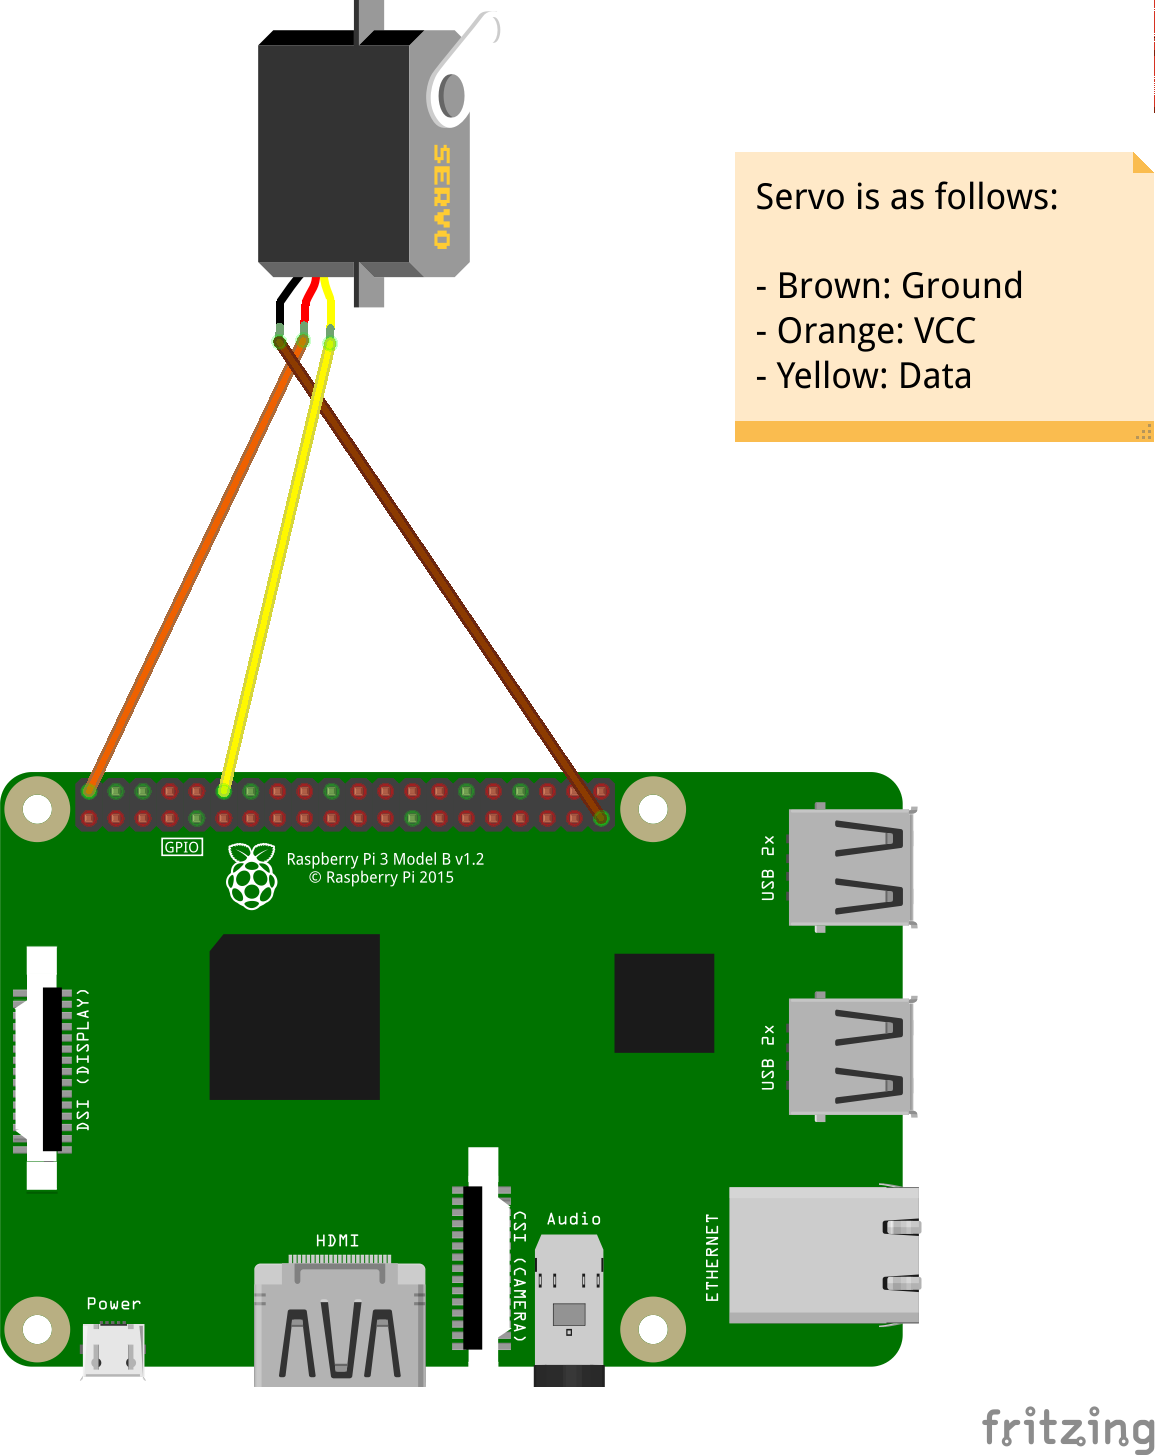 SERVO
Servo is as follows:
- Brown: Ground
- Orange: VCC
- Yellow: Data
GPIO
Raspberry Pi 3 Model B v1.2
© Raspberry Pi 2015
USB 2x
DSI (DISPLAY)
USB 2x
CSI (CAMERA)
Audio
ETHERNET
HDMI
Power
fritzing